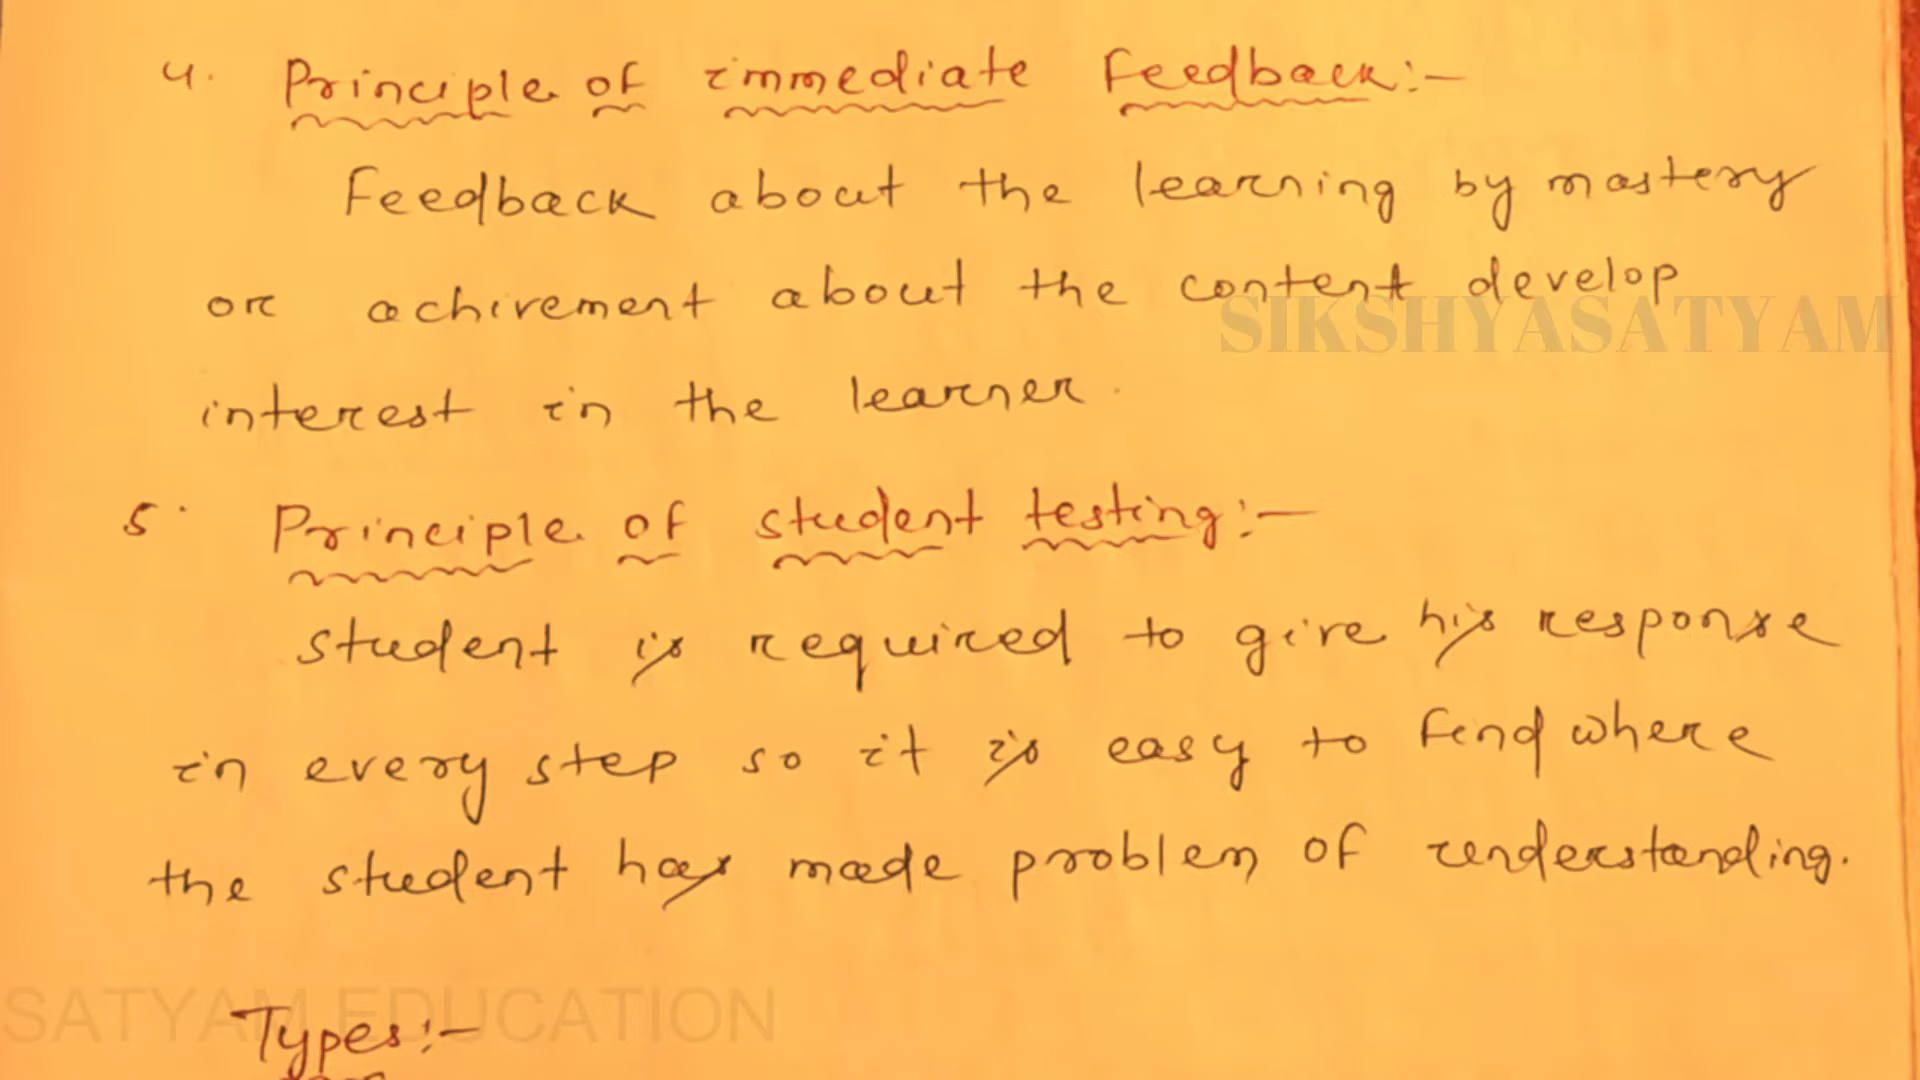 4. Principle of immediate Feedback:-
Feedback about the learning by mastery
or achivement about the content develop
SIKSHYASATYAM
interest in the learner.
5. Principle of student testing:-
student is required to give his response
in every step so it is easy to find where
the student has made problem of understanding.
SATYAM EDUCATION
Types:-